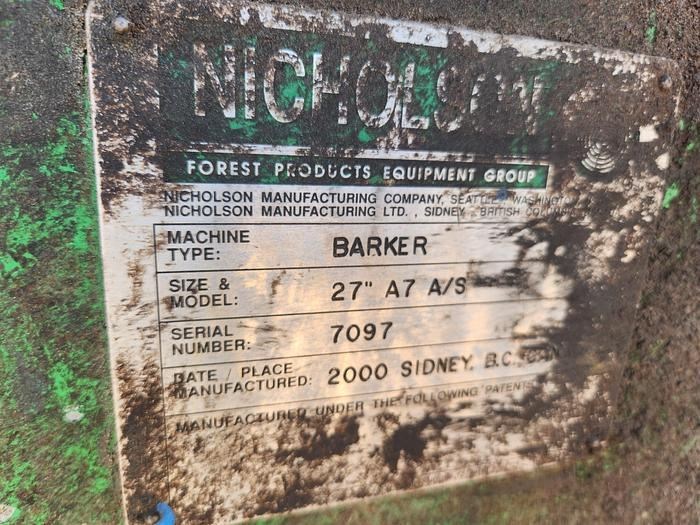 NICHOLSON
FOREST PRODUCTS EQUIPMENT GROUP
NICHOLSON MANUFACTURING COMPANY, SEATTLE, WASHINGTON
NICHOLSON MANUFACTURING LTD., SIDNEY, BRITISH COLUMBIA
MACHINE TYPE: BARKER
SIZE & MODEL: 27" A7 A/S
SERIAL NUMBER: 7097
DATE / PLACE MANUFACTURED: 2000 SIDNEY, B.C. CAN
MANUFACTURED UNDER THE FOLLOWING PATENTS